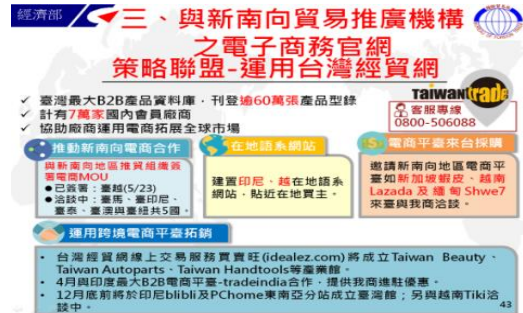 經濟部
三、與新南向貿易推廣機構
之電子商務官網
策略聯盟-運用台灣經貿網
Taiwantrade
客服專線
0800-506088
✓ 臺灣最大B2B產品資料庫，刊登逾60萬張產品型錄
✓ 計有7萬家國內會員廠商
✓ 協助廠商運用電商拓展全球市場
推動新南向電商合作
與新南向地區推貿組織簽
署電商MOU
●已簽署：臺越(5/23)
●洽談中：臺馬、臺印尼、
臺泰、臺澳與臺紐共5國。
在地語系網站
建置印尼、越在地語系
網站，貼近在地買主。
電商平臺來台採購
邀請新南向地區電商平
臺如新加坡蝦皮、越南
Lazada 及 緬甸 Shwe7
來臺與我商洽談。
運用跨境電商平臺拓銷
• 台灣經貿網線上交易服務買賣旺(idealez.com)將成立Taiwan Beauty、
Taiwan Autoparts、Taiwan Handtools等產業館。
• 4月與印度最大B2B電商平臺-tradeindia合作，提供我商進駐優惠。
• 12月底前將於印尼blibli及PChome東南亞分站成立臺灣館；另與越南Tiki洽
談中。
43